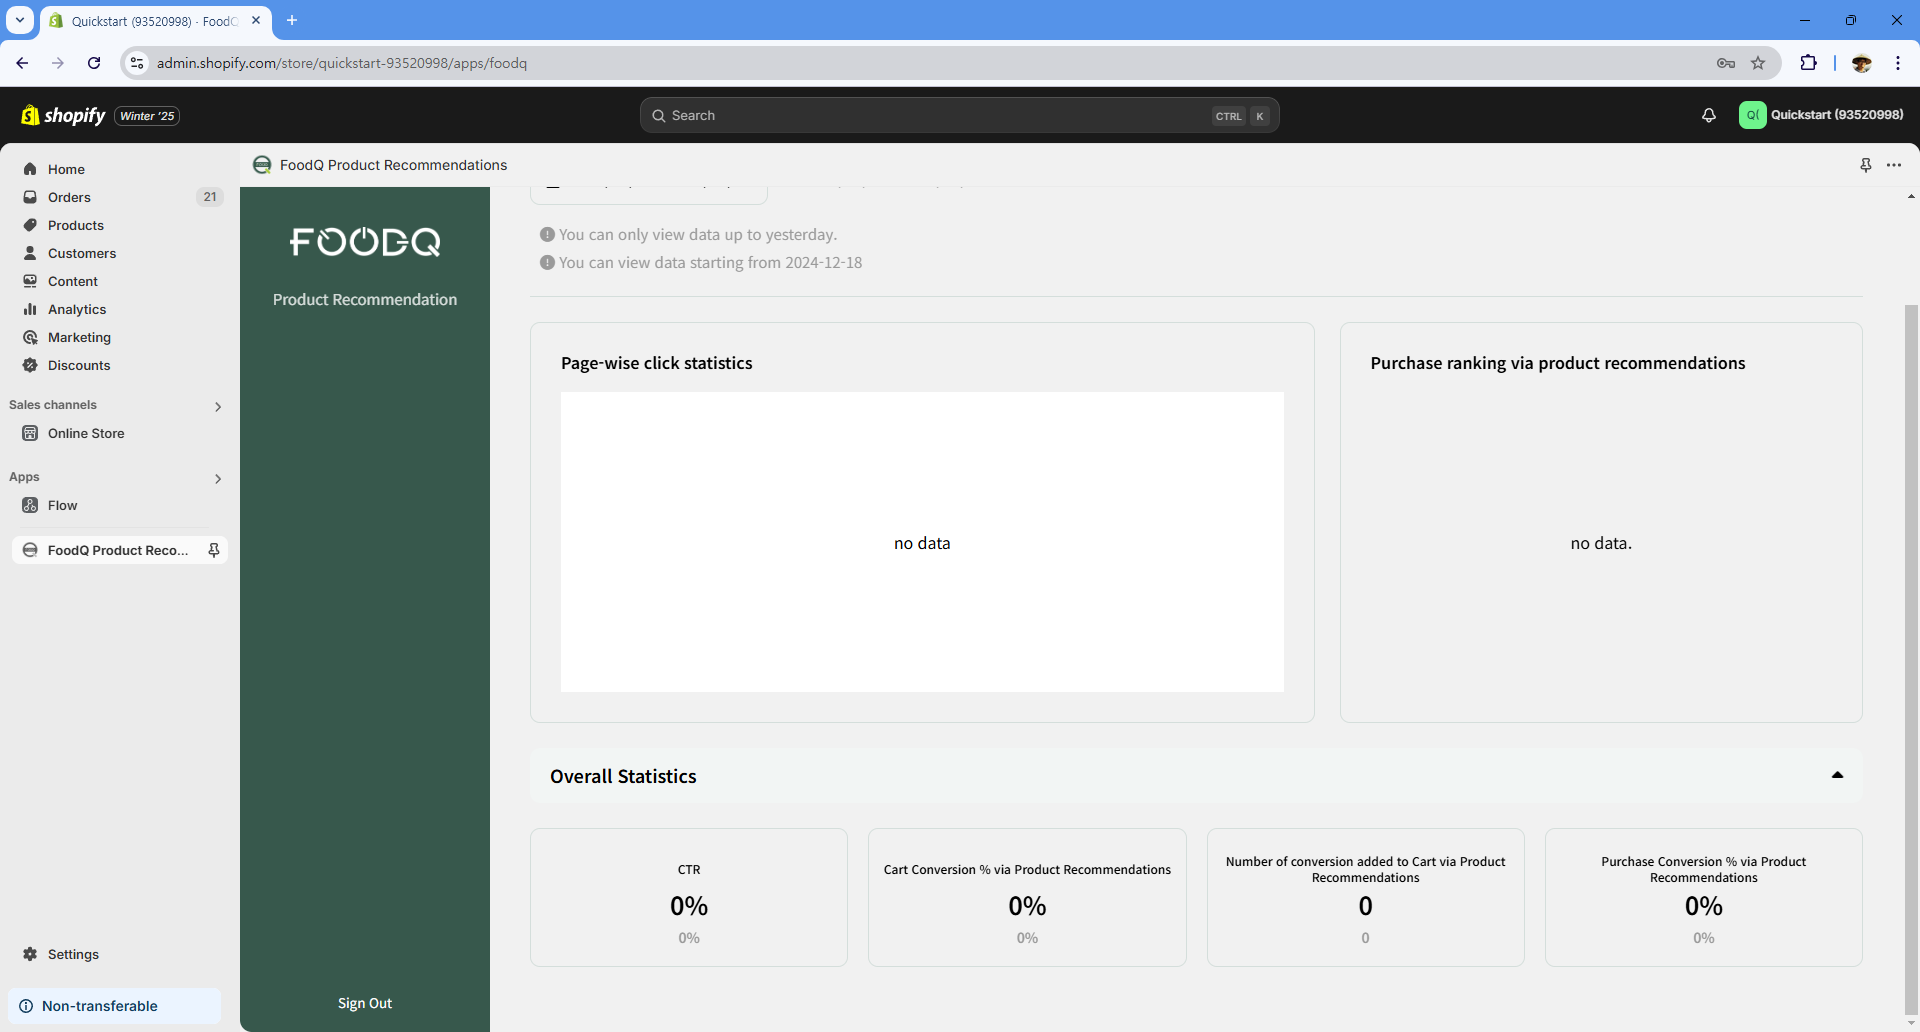 Quickstart (93520998) · FoodQ
admin.shopify.com/store/quickstart-93520998/apps/foodq
shopify
Winter '25
Search
CTRL
K
Q(
Quickstart (93520998)
Home
Orders
21
Products
Customers
Content
Analytics
Marketing
Discounts
Sales channels
Online Store
Apps
Flow
FoodQ Product Reco...
Settings
Non-transferable
FoodQ Product Recommendations
FOODQ
Product Recommendation
Sign Out
You can only view data up to yesterday.
You can view data starting from 2024-12-18
Page-wise click statistics
no data
Purchase ranking via product recommendations
no data.
Overall Statistics
CTR
0%
0%
Cart Conversion % via Product Recommendations
0%
0%
Number of conversion added to Cart via Product
Recommendations
0
0
Purchase Conversion % via Product
Recommendations
0%
0%